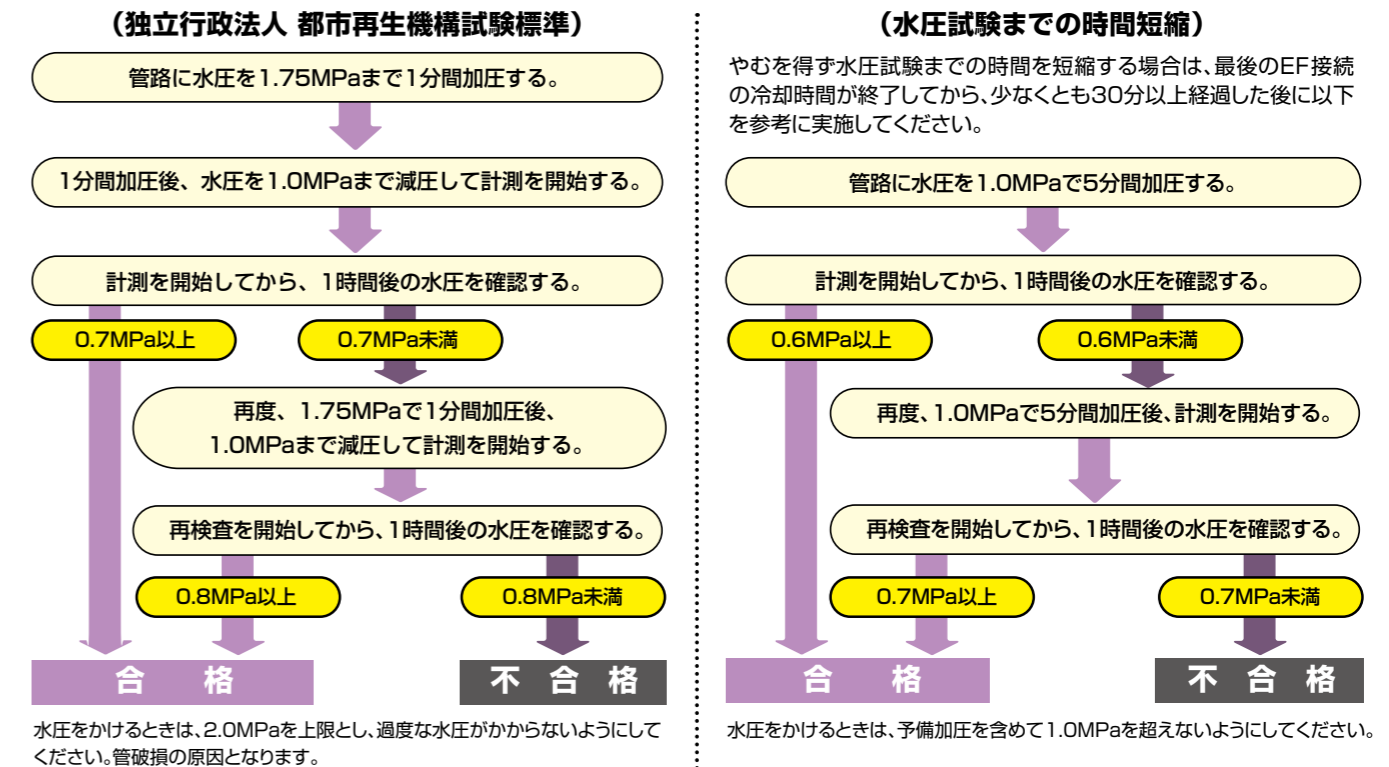 （独立行政法人 都市再生機構試験標準）
管路に水圧を1.75MPaまで1分間加圧する。
1分間加圧後、水圧を1.0MPaまで減圧して計測を開始する。
計測を開始してから、1時間後の水圧を確認する。
0.7MPa以上
0.7MPa未満
再度、1.75MPaで1分間加圧後、
1.0MPaまで減圧して計測を開始する。
再検査を開始してから、1時間後の水圧を確認する。
0.8MPa以上
0.8MPa未満
合 格
不 合 格
水圧をかけるときは、2.0MPaを上限とし、過度な水圧がかからないようにして
ください。管破損の原因となります。
（水圧試験までの時間短縮）
やむを得ず水圧試験までの時間を短縮する場合は、最後のEF接続
の冷却時間が終了してから、少なくとも30分以上経過した後に以下
を参考に実施してください。
管路に水圧を1.0MPaで5分間加圧する。
計測を開始してから、1時間後の水圧を確認する。
0.6MPa以上
0.6MPa未満
再度、1.0MPaで5分間加圧後、計測を開始する。
再検査を開始してから、1時間後の水圧を確認する。
0.7MPa以上
0.7MPa未満
合 格
不 合 格
水圧をかけるときは、予備加圧を含めて1.0MPaを超えないようにしてください。